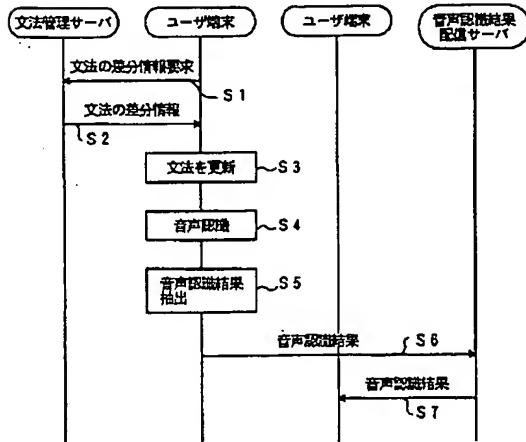 文法管理サーバ
ユーザ端末
ユーザ端末
音声認識結果
配信サーバ
文法の差分情報要求
S1
文法の差分情報
S2
文法を更新
S3
音声認識
S4
音声認識結果
抽出
S5
音声認識結果
S6
音声認識結果
S7